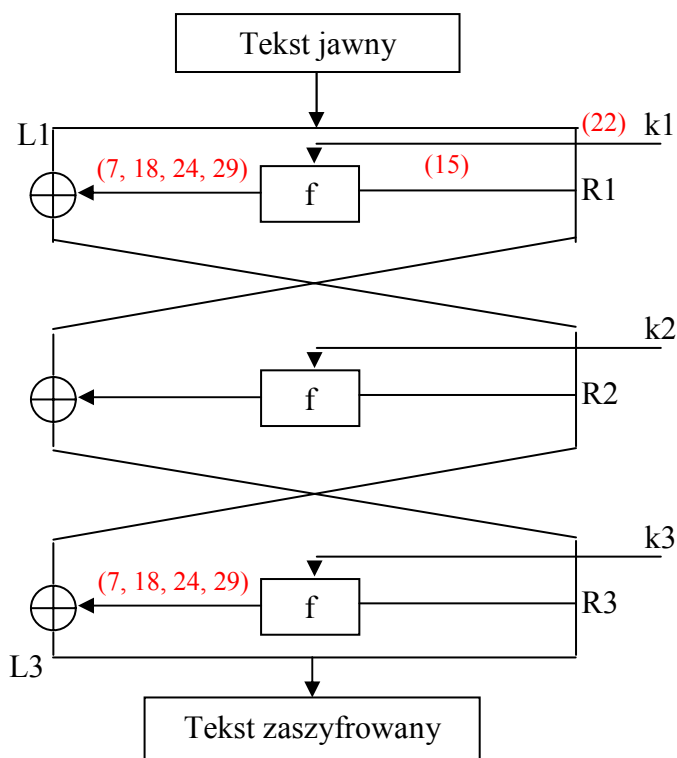 Tekst jawny
L1 (22) k1
(7, 18, 24, 29) (15)
f R1
k2
f R2
k3
(7, 18, 24, 29)
f R3
L3
Tekst zaszyfrowany